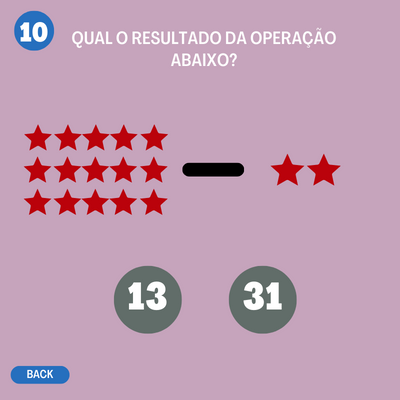 10
QUAL O RESULTADO DA OPERAÇÃO
ABAIXO?
13 31
BACK